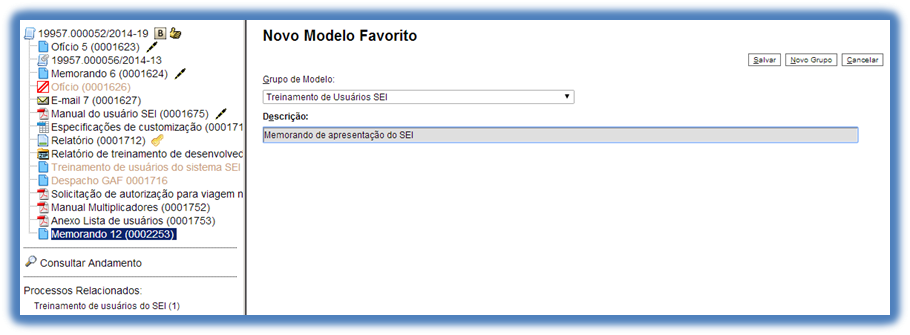 19957.000052/2014-19 B
Ofício 5 (0001623)
19957.000056/2014-13
Memorando 6 (0001624)
Ofício (0001626)
E-mail 7 (0001627)
Manual do usuário SEI (0001675)
Especificações de customização (000171
Relatório (0001712)
Relatório de treinamento de desenvolvec
Treinamento de usuários do sistema SEI
Despacho GAF 0001716
Solicitação de autorização para viagem n
Manual Multiplicadores (0001752)
Anexo Lista de usuários (0001753)
Memorando 12 (0002253)
Consultar Andamento
Processos Relacionados:
Treinamento de usuários do SEI (1)
Novo Modelo Favorito
Salvar Novo Grupo Cancelar
Grupo de Modelo:
Treinamento de Usuários SEI
Descrição:
Memorando de apresentação do SEI